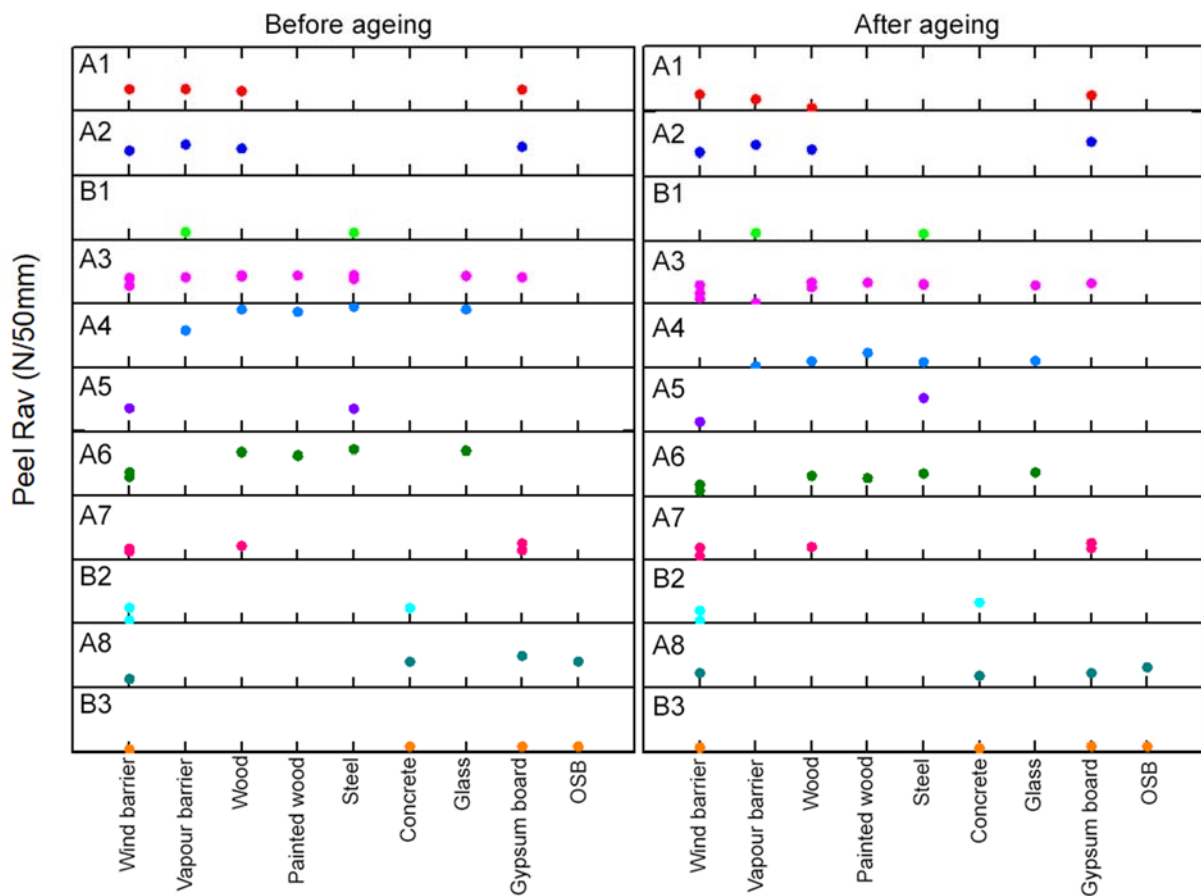 Before ageing
After ageing
Peel Rav (N/50mm)
A1
A2
B1
A3
A4
A5
A6
A7
B2
A8
B3
A1
A2
B1
A3
A4
A5
A6
A7
B2
A8
B3
Wind barrier
Vapour barrier
Wood
Painted wood
Steel
Concrete
Glass
Gypsum board
OSB
Wind barrier
Vapour barrier
Wood
Painted wood
Steel
Concrete
Glass
Gypsum board
OSB